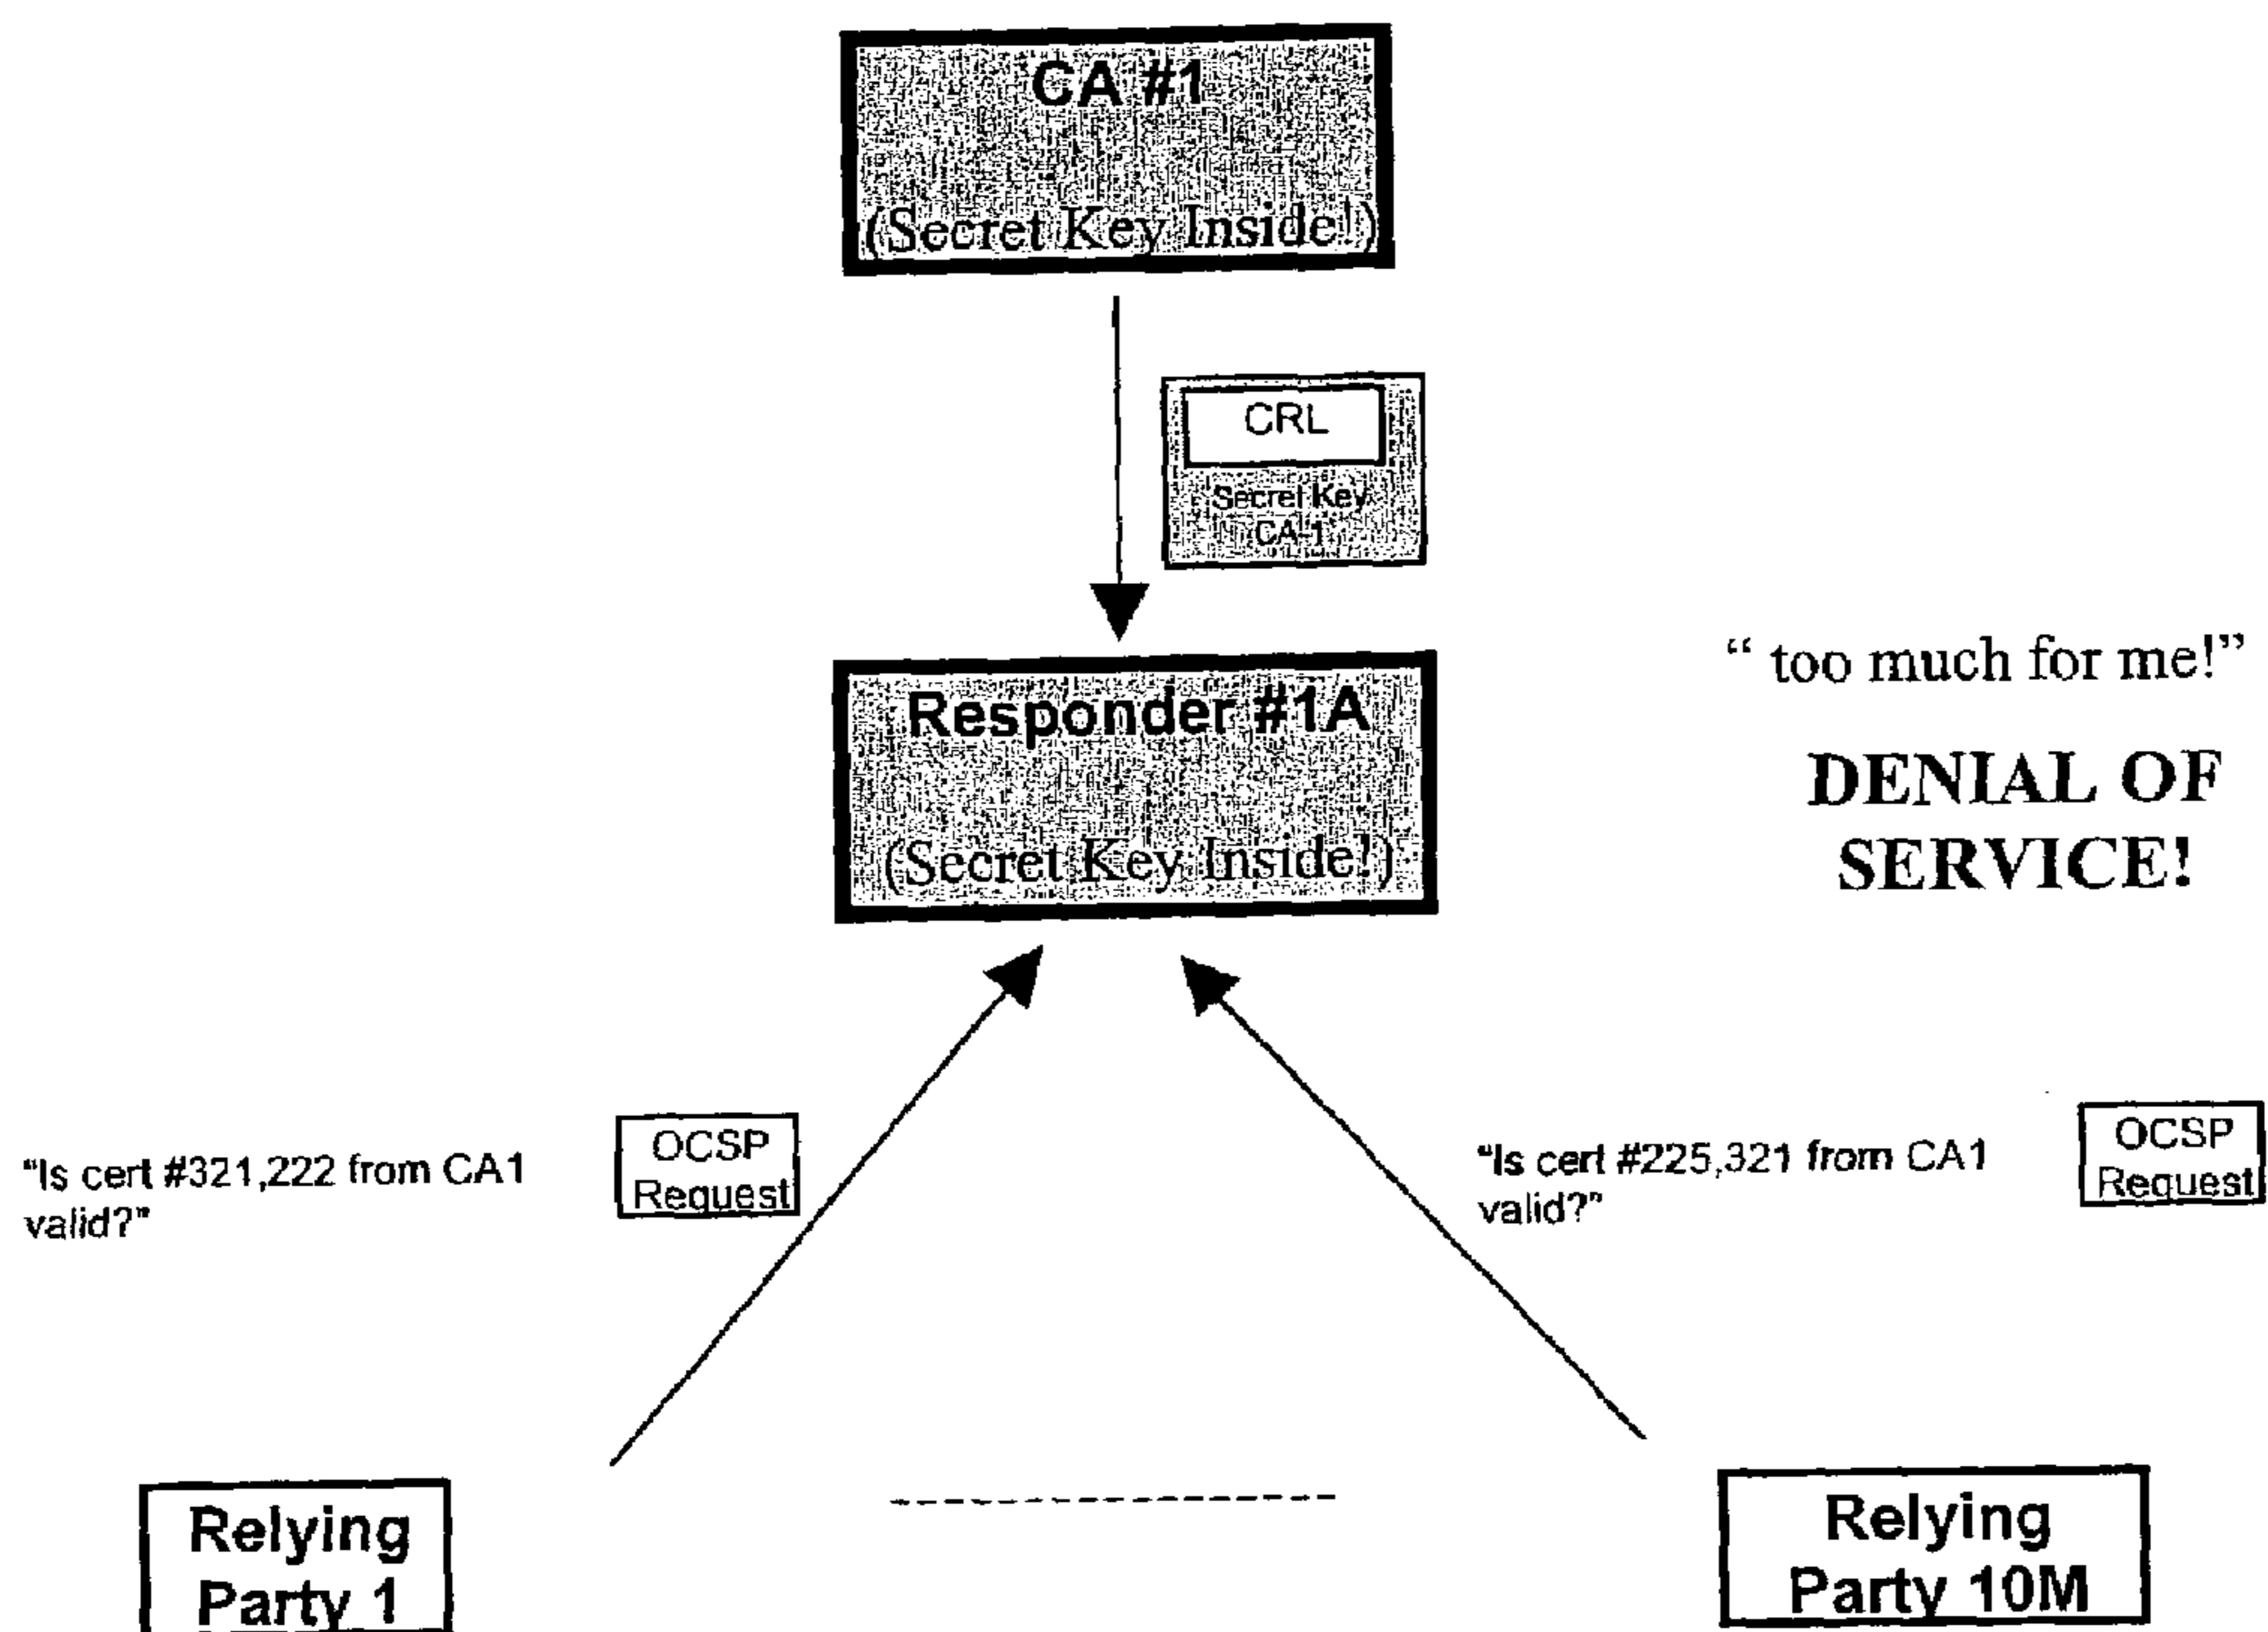 CA #1
(Secret Key Inside!)
CRL
Secret Key
CA-1
“ too much for me!”
Responder #1A
(Secret Key Inside!)
DENIAL OF
SERVICE!
"Is cert #321,222 from CA1
valid?"
OCSP
Request
"Is cert #225,321 from CA1
valid?"
OCSP
Request
Relying
Party 1
Relying
Party 10M